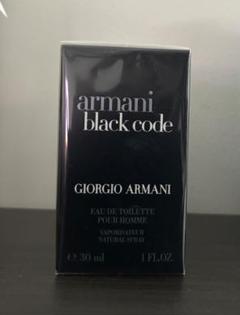 armani
black code
GIORGIO ARMANI
EAU DE TOILETTE
POUR HOMME
VAPORISATEUR
NATURAL SPRAY
℮ 30 ml 1 FL.OZ.